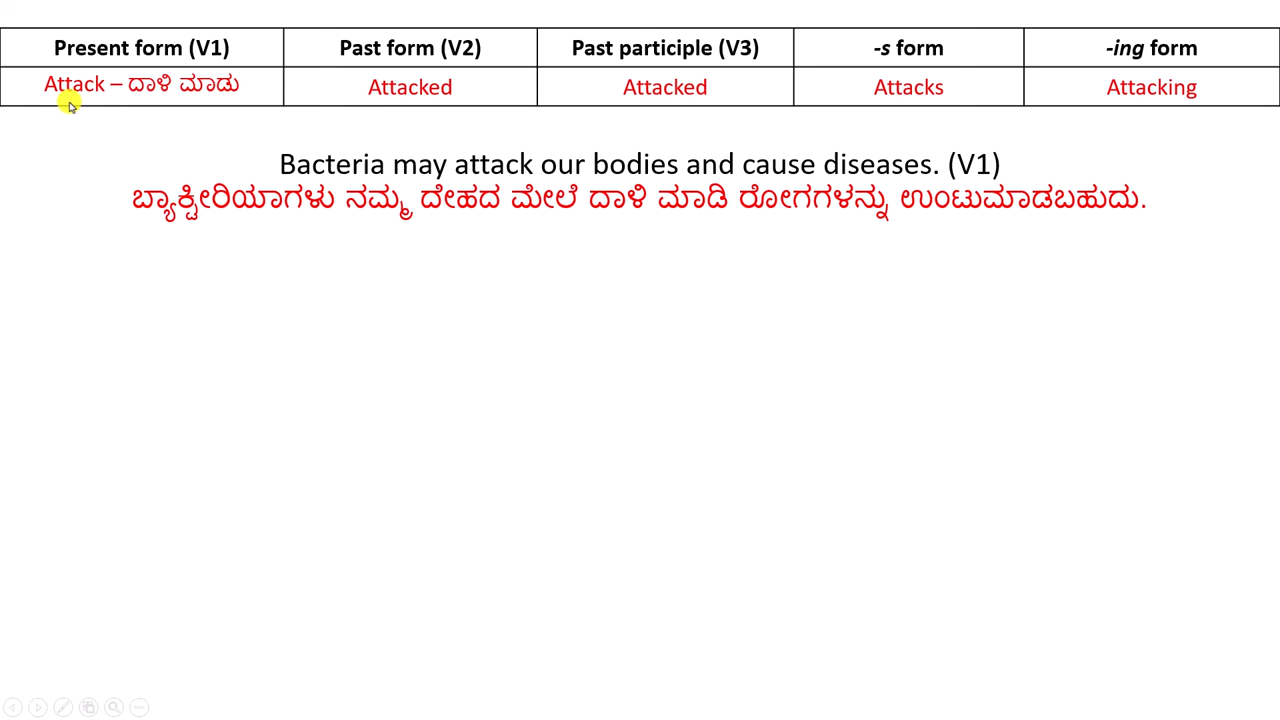 Present form (V1) Past form (V2) Past participle (V3) -s form -ing form
Attack – ದಾಳಿ ಮಾಡು Attacked Attacked Attacks Attacking
Bacteria may attack our bodies and cause diseases. (V1)
ಬ್ಯಾಕ್ಟೀರಿಯಾಗಳು ನಮ್ಮ ದೇಹದ ಮೇಲೆ ದಾಳಿ ಮಾಡಿ ರೋಗಗಳನ್ನು ಉಂಟುಮಾಡಬಹುದು.